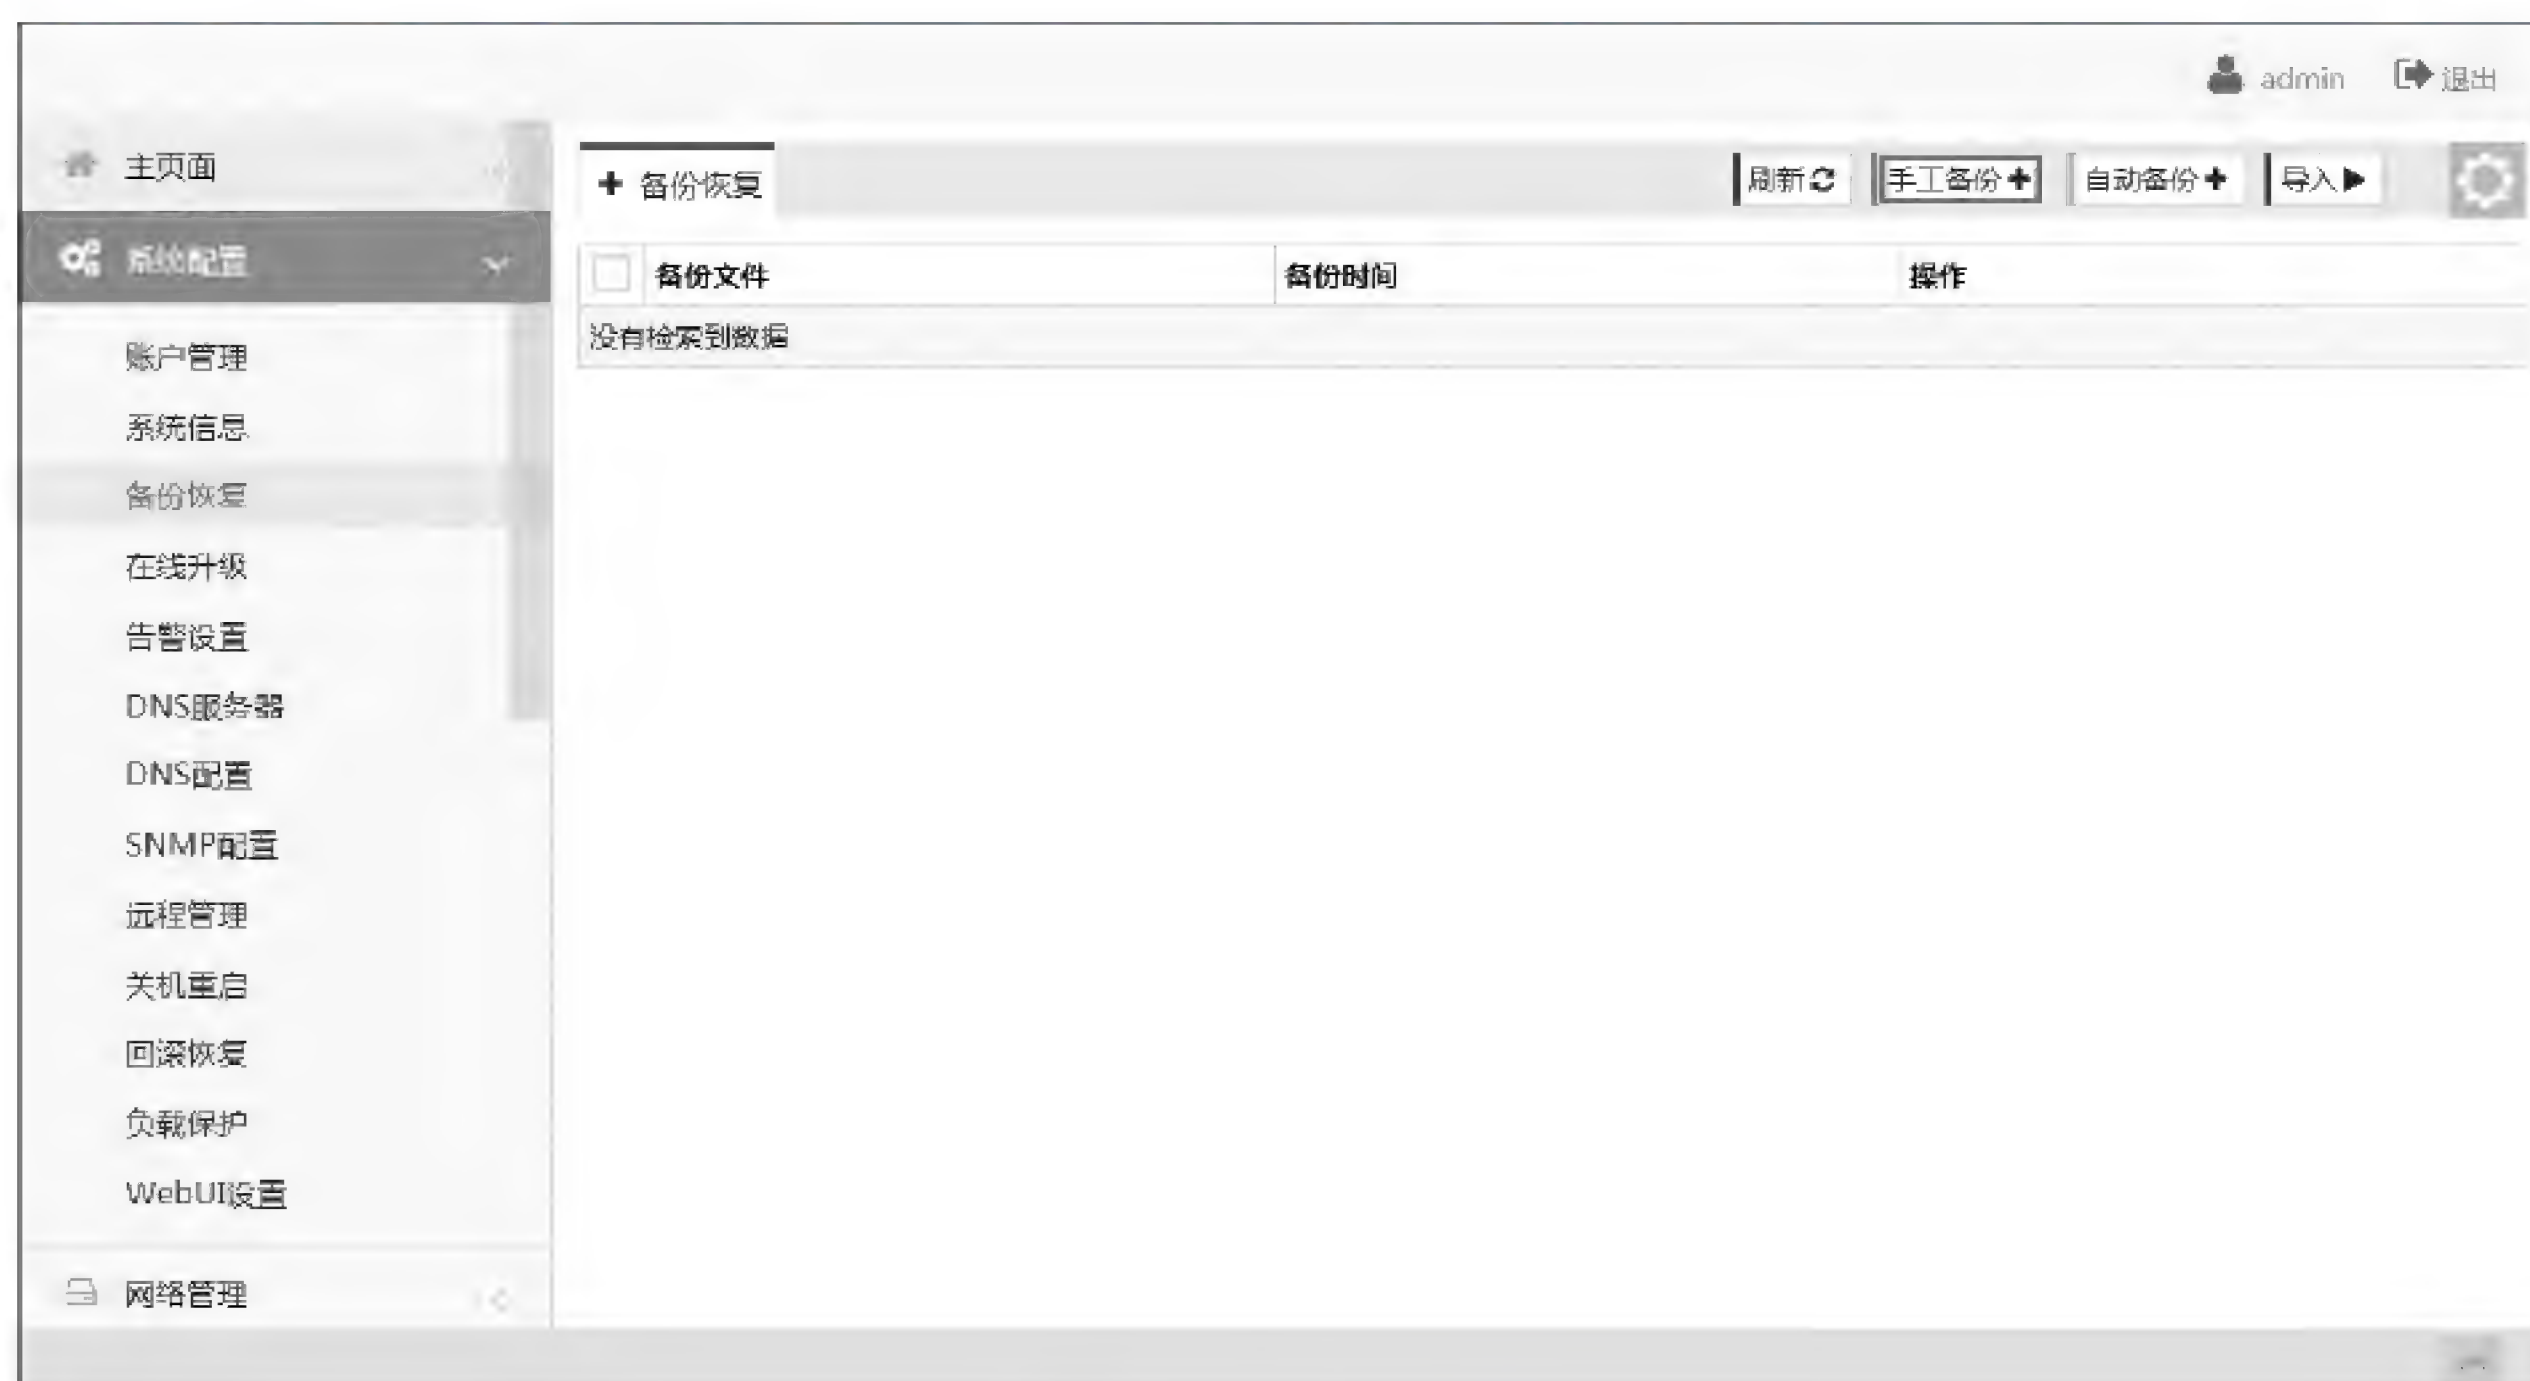 admin 退出
主页面
系统配置
账户管理
系统信息
备份恢复
在线升级
告警设置
DNS服务器
DNS配置
SNMP配置
远程管理
关机重启
回滚恢复
负载保护
WebUI设置
网络管理
备份恢复 刷新 手工备份 自动备份 导入
备份文件 备份时间 操作
没有检索到数据